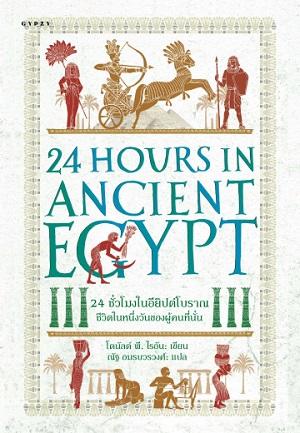 GYPZY
24 HOURS IN
ANCIENT
EGYPT
24 ชั่วโมงในอียิปต์โบราณ
ชีวิตในหนึ่งวันของผู้คนที่นั่น
โดนัลด์ พี. ไรอัน: เขียน
ณัฐ อมรบวรวงศ์: แปล